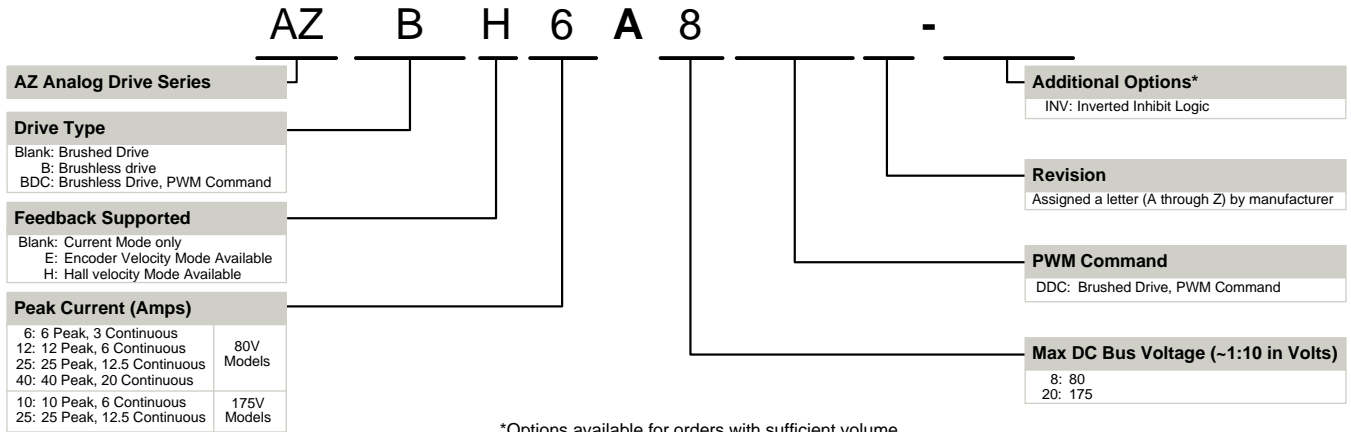 AZ B H 6 A 8 -
AZ Analog Drive Series
Drive Type
Blank: Brushed Drive
B: Brushless drive
BDC: Brushless Drive, PWM Command
Feedback Supported
Blank: Current Mode only
E: Encoder Velocity Mode Available
H: Hall velocity Mode Available
Peak Current (Amps)
6: 6 Peak, 3 Continuous
12: 12 Peak, 6 Continuous
25: 25 Peak, 12.5 Continuous
40: 40 Peak, 20 Continuous
80V
Models
10: 10 Peak, 6 Continuous
25: 25 Peak, 12.5 Continuous
175V
Models
Additional Options*
INV: Inverted Inhibit Logic
Revision
Assigned a letter (A through Z) by manufacturer
PWM Command
DDC: Brushed Drive, PWM Command
Max DC Bus Voltage (~1:10 in Volts)
8: 80
20: 175
*Options available for orders with sufficient volume